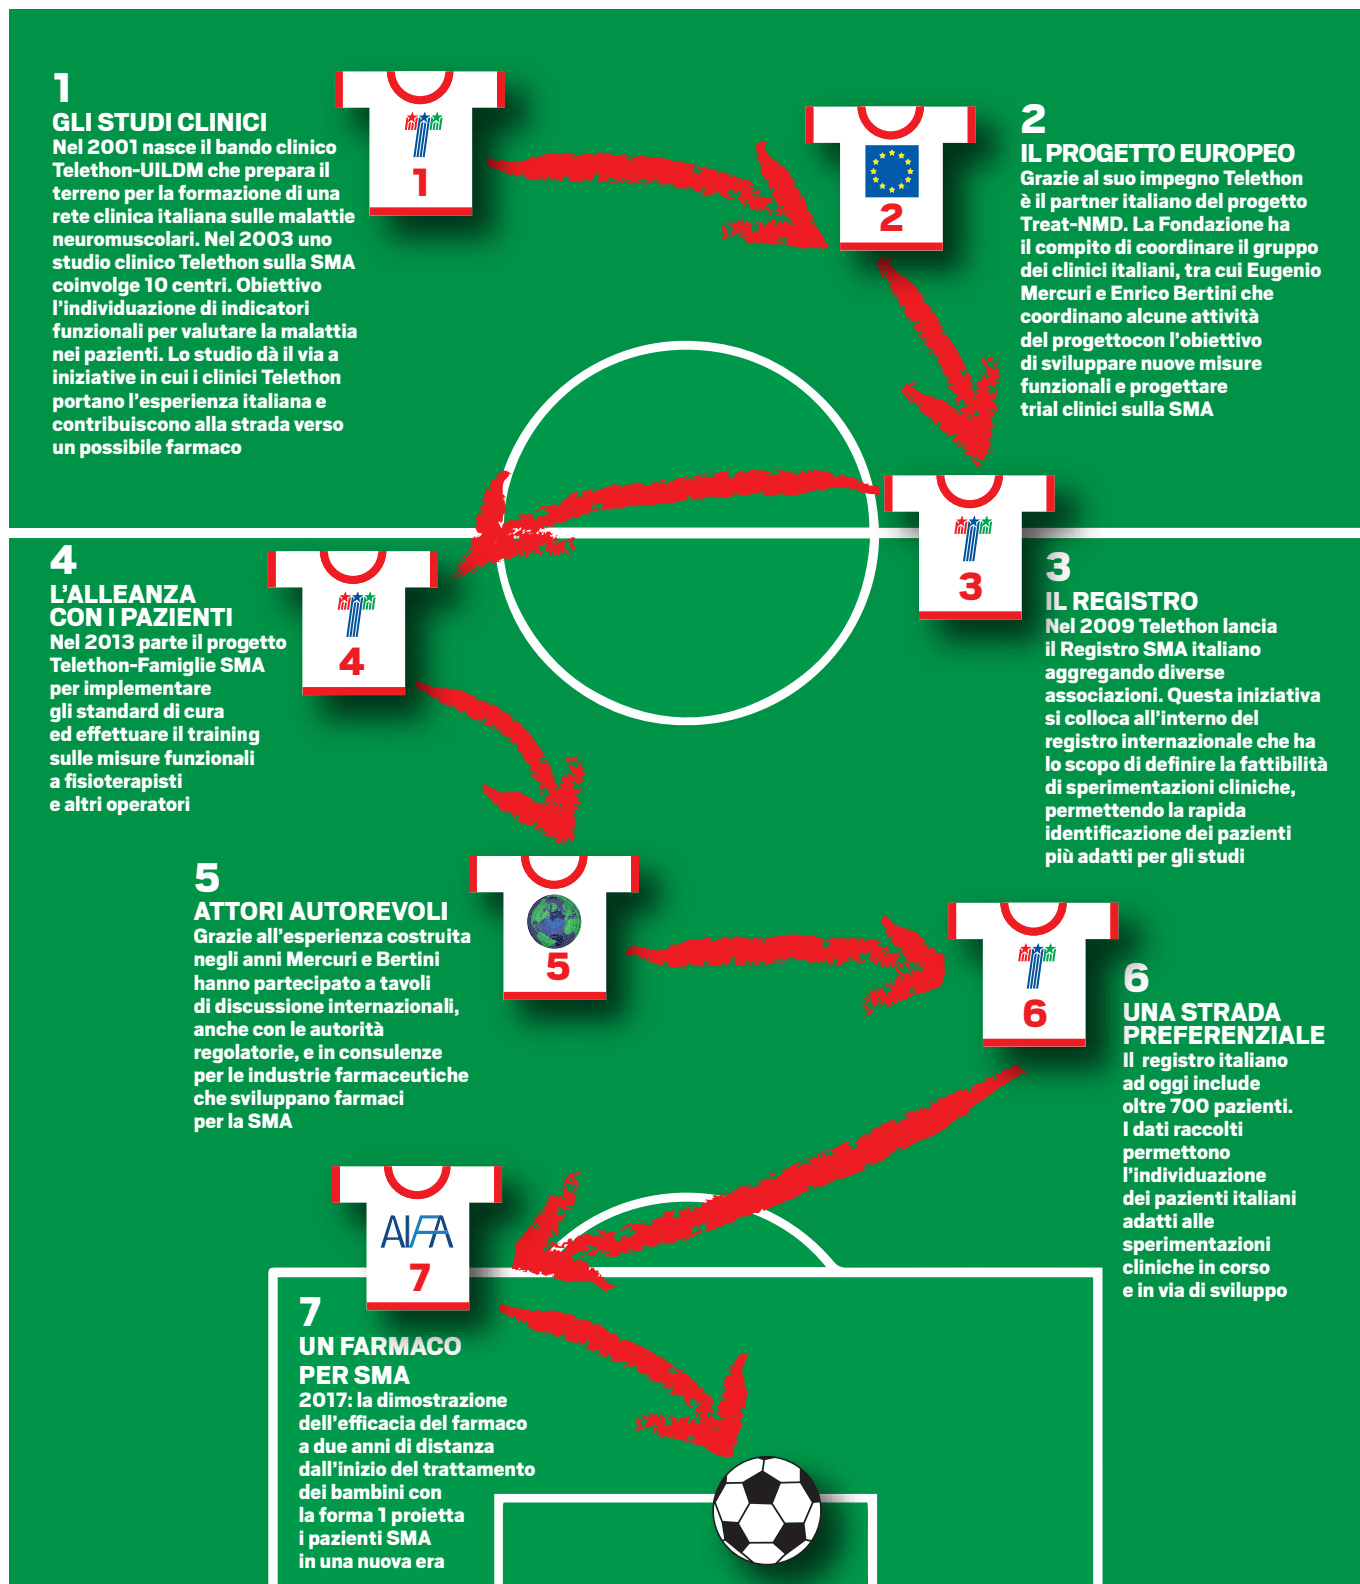 1
GLI STUDI CLINICI
Nel 2001 nasce il bando clinico
Telethon-UILDM che prepara il
terreno per la formazione di una
rete clinica italiana sulle malattie
neuromuscolari. Nel 2003 uno
studio clinico Telethon sulla SMA
coinvolge 10 centri. Obiettivo
l'individuazione di indicatori
funzionali per valutare la malattia
nei pazienti. Lo studio dà il via a
iniziative in cui i clinici Telethon
portano l'esperienza italiana e
contribuiscono alla strada verso
un possibile farmaco
1
2
2
IL PROGETTO EUROPEO
Grazie al suo impegno Telethon
è il partner italiano del progetto
Treat-NMD. La Fondazione ha
il compito di coordinare il gruppo
dei clinici italiani, tra cui Eugenio
Mercuri e Enrico Bertini che
coordinano alcune attività
del progettocon l'obiettivo
di sviluppare nuove misure
funzionali e progettare
trial clinici sulla SMA
3
3
IL REGISTRO
Nel 2009 Telethon lancia
il Registro SMA italiano
aggregando diverse
associazioni. Questa iniziativa
si colloca all'interno del
registro internazionale che ha
lo scopo di definire la fattibilità
di sperimentazioni cliniche,
permettendo la rapida
identificazione dei pazienti
più adatti per gli studi
4
L'ALLEANZA
CON I PAZIENTI
Nel 2013 parte il progetto
Telethon-Famiglie SMA
per implementare
gli standard di cura
ed effettuare il training
sulle misure funzionali
a fisioterapisti
e altri operatori
4
5
ATTORI AUTOREVOLI
Grazie all'esperienza costruita
negli anni Mercuri e Bertini
hanno partecipato a tavoli
di discussione internazionali,
anche con le autorità
regolatorie, e in consulenze
per le industrie farmaceutiche
che sviluppano farmaci
per la SMA
5
6
6
UNA STRADA
PREFERENZIALE
Il registro italiano
ad oggi include
oltre 700 pazienti.
I dati raccolti
permettono
l'individuazione
dei pazienti italiani
adatti alle
sperimentazioni
cliniche in corso
e in via di sviluppo
AIFA
7
7
UN FARMACO
PER SMA
2017: la dimostrazione
dell'efficacia del farmaco
a due anni di distanza
dall'inizio del trattamento
dei bambini con
la forma 1 proietta
i pazienti SMA
in una nuova era